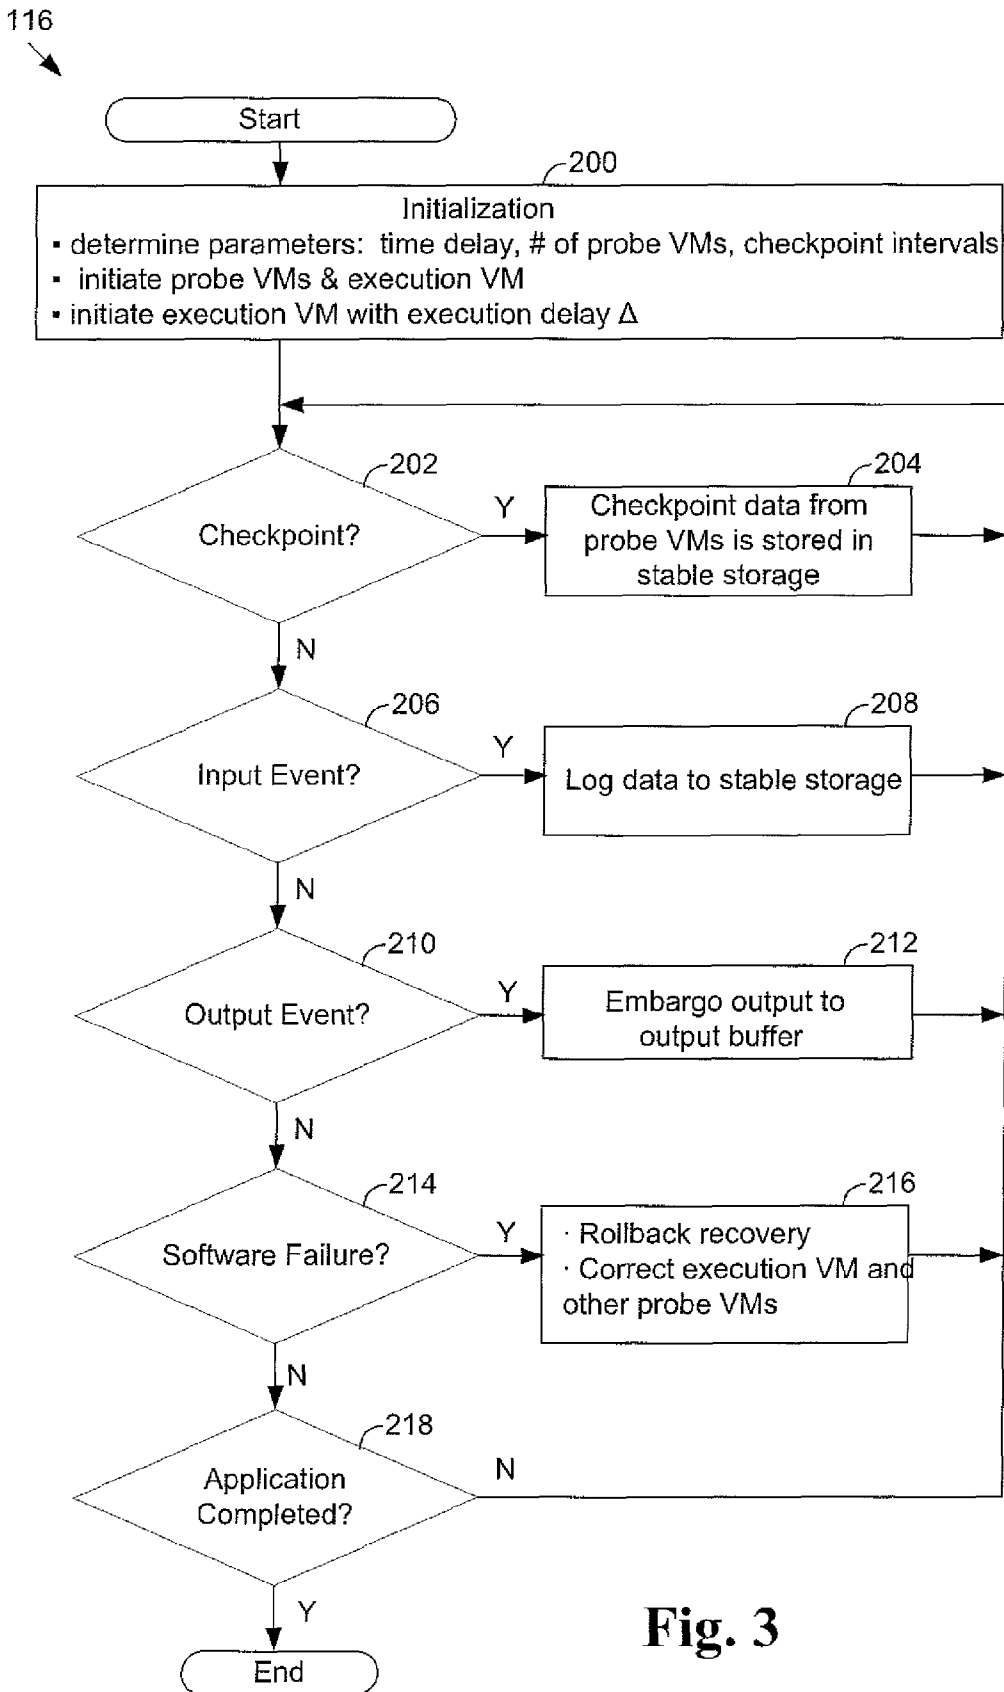 116
Start
200
Initialization
▪ determine parameters: time delay, # of probe VMs, checkpoint intervals
▪ initiate probe VMs & execution VM
▪ initiate execution VM with execution delay Δ
202
Checkpoint?
Y
204
Checkpoint data from
probe VMs is stored in
stable storage
N
206
Input Event?
Y
208
Log data to stable storage
N
210
Output Event?
Y
212
Embargo output to
output buffer
N
214
Software Failure?
Y
216
· Rollback recovery
· Correct execution VM and
other probe VMs
N
218
Application
Completed?
N
Y
End
Fig. 3